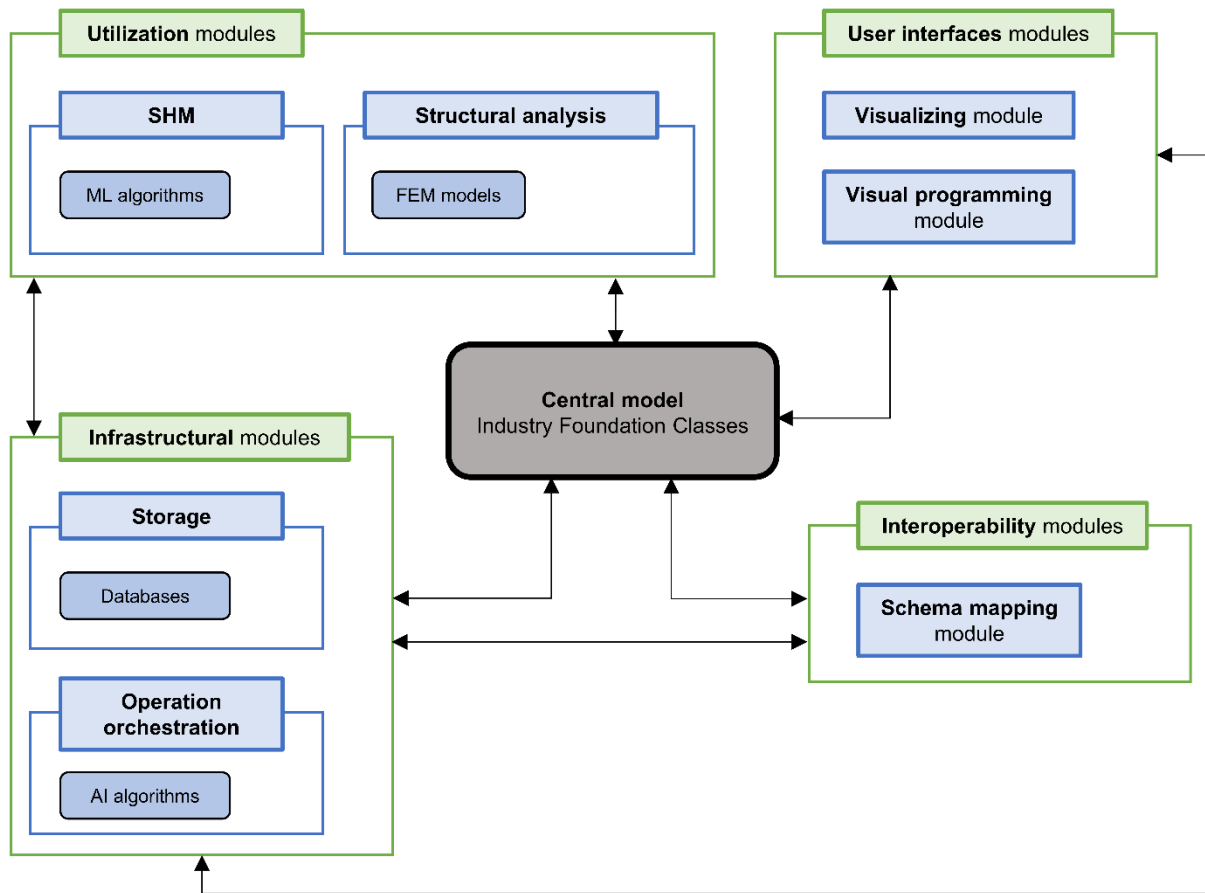 Utilization modules
SHM
ML algorithms
Structural analysis
FEM models
User interfaces modules
Visualizing module
Visual programming
module
Central model
Industry Foundation Classes
Infrastructural modules
Storage
Databases
Operation
orchestration
AI algorithms
Interoperability modules
Schema mapping
module